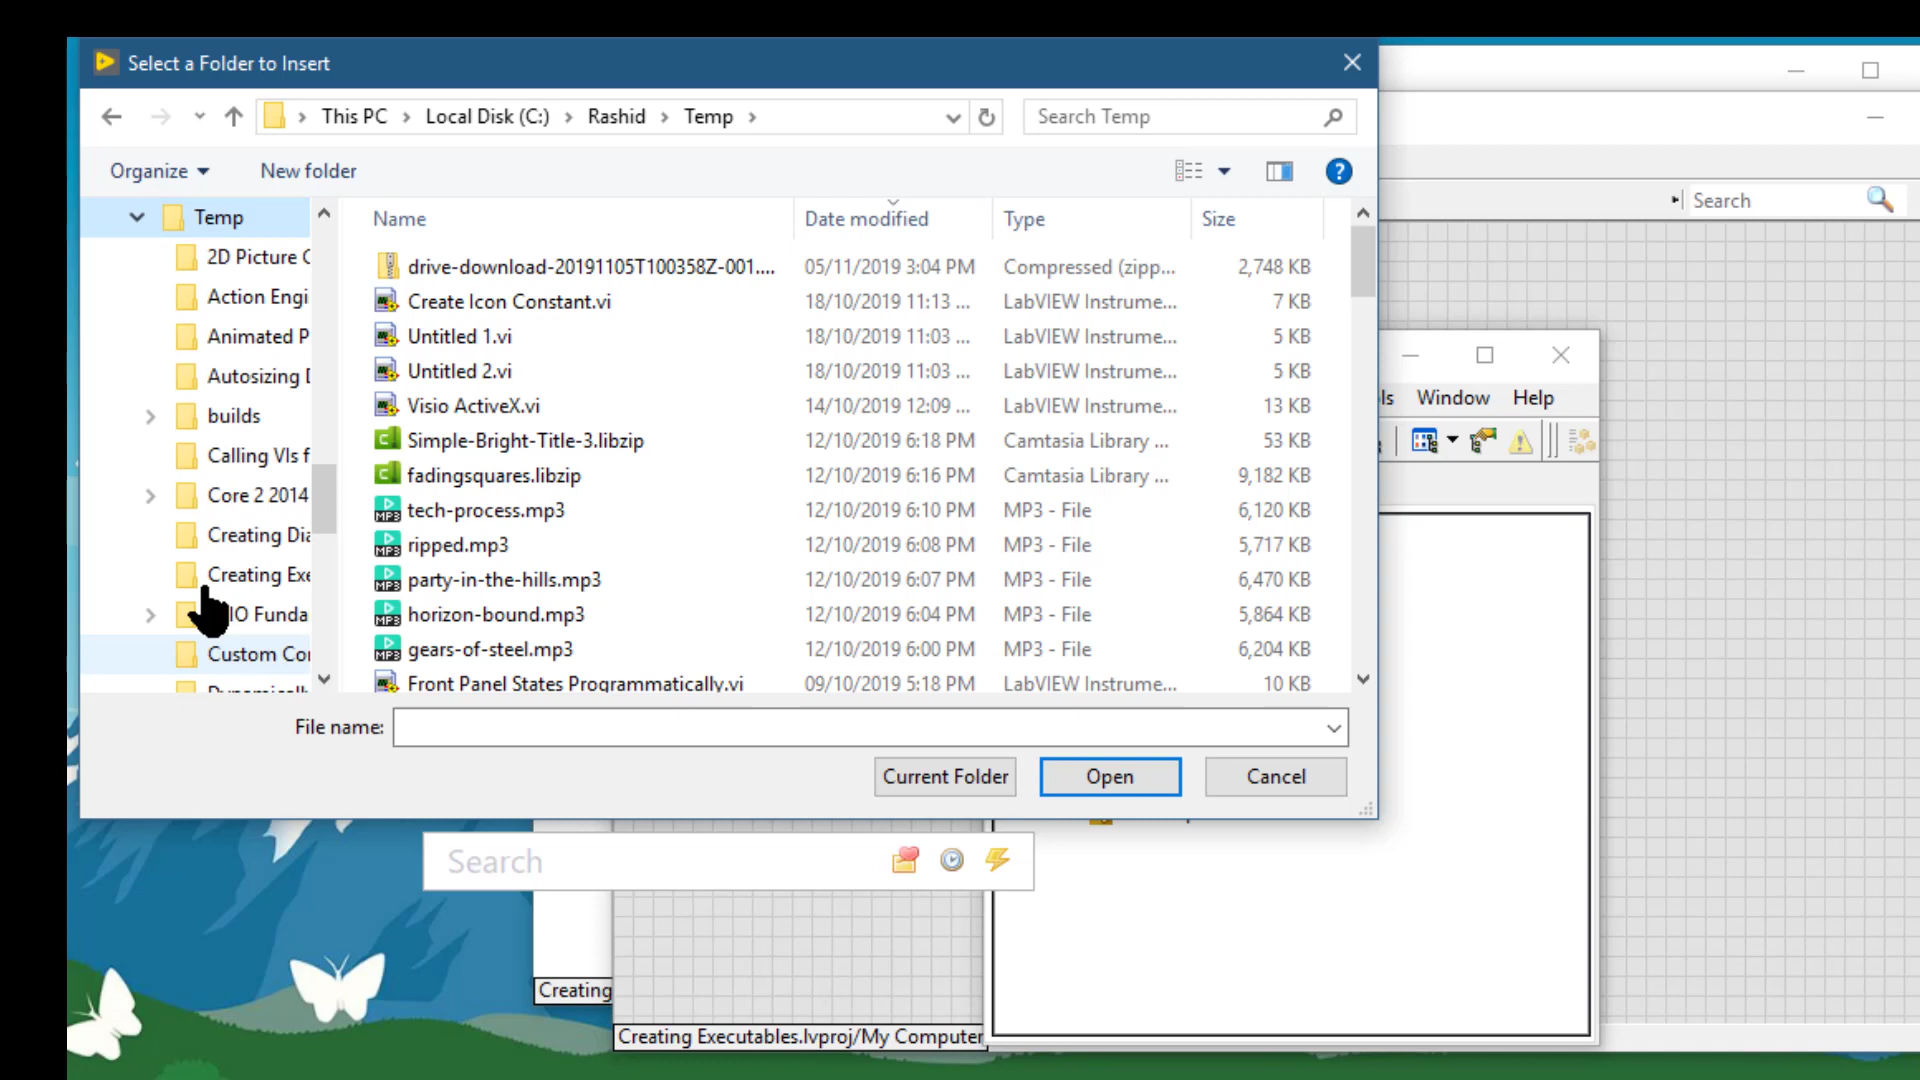 Select a Folder to Insert
This PC > Local Disk (C:) > Rashid > Temp >
Search Temp
Organize
New folder
Temp
2D Picture C
Action Engi
Animated P
Autosizing D
builds
Calling VIs f
Core 2 2014
Creating Dia
Creating Exe
IO Funda
Custom Co
Name Date modified Type Size
drive-download-20191105T100358Z-001.... 05/11/2019 3:04 PM Compressed (zipp... 2,748 KB
Create Icon Constant.vi 18/10/2019 11:13 ... LabVIEW Instrume... 7 KB
Untitled 1.vi 18/10/2019 11:03 ... LabVIEW Instrume... 5 KB
Untitled 2.vi 18/10/2019 11:03 ... LabVIEW Instrume... 5 KB
Visio ActiveX.vi 14/10/2019 12:09 ... LabVIEW Instrume... 13 KB
Simple-Bright-Title-3.libzip 12/10/2019 6:18 PM Camtasia Library ... 53 KB
fadingsquares.libzip 12/10/2019 6:16 PM Camtasia Library ... 9,182 KB
tech-process.mp3 12/10/2019 6:10 PM MP3 - File 6,120 KB
ripped.mp3 12/10/2019 6:08 PM MP3 - File 5,717 KB
party-in-the-hills.mp3 12/10/2019 6:07 PM MP3 - File 6,470 KB
horizon-bound.mp3 12/10/2019 6:04 PM MP3 - File 5,864 KB
gears-of-steel.mp3 12/10/2019 6:00 PM MP3 - File 6,204 KB
Front Panel States Programmatically.vi 09/10/2019 5:18 PM LabVIEW Instrume... 10 KB
File name:
Current Folder
Open
Cancel
Search
ls Window Help
Search
Creating
Creating Executables.lvproj/My Computer